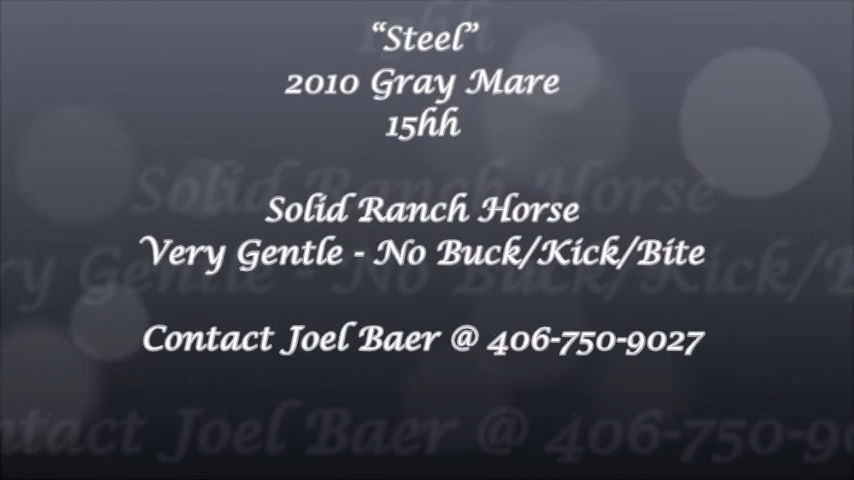 “Steel”
2010 Gray Mare
15hh
Solid Ranch Horse
Very Gentle - No Buck/Kick/Bite
Contact Joel Baer @ 406-750-9027